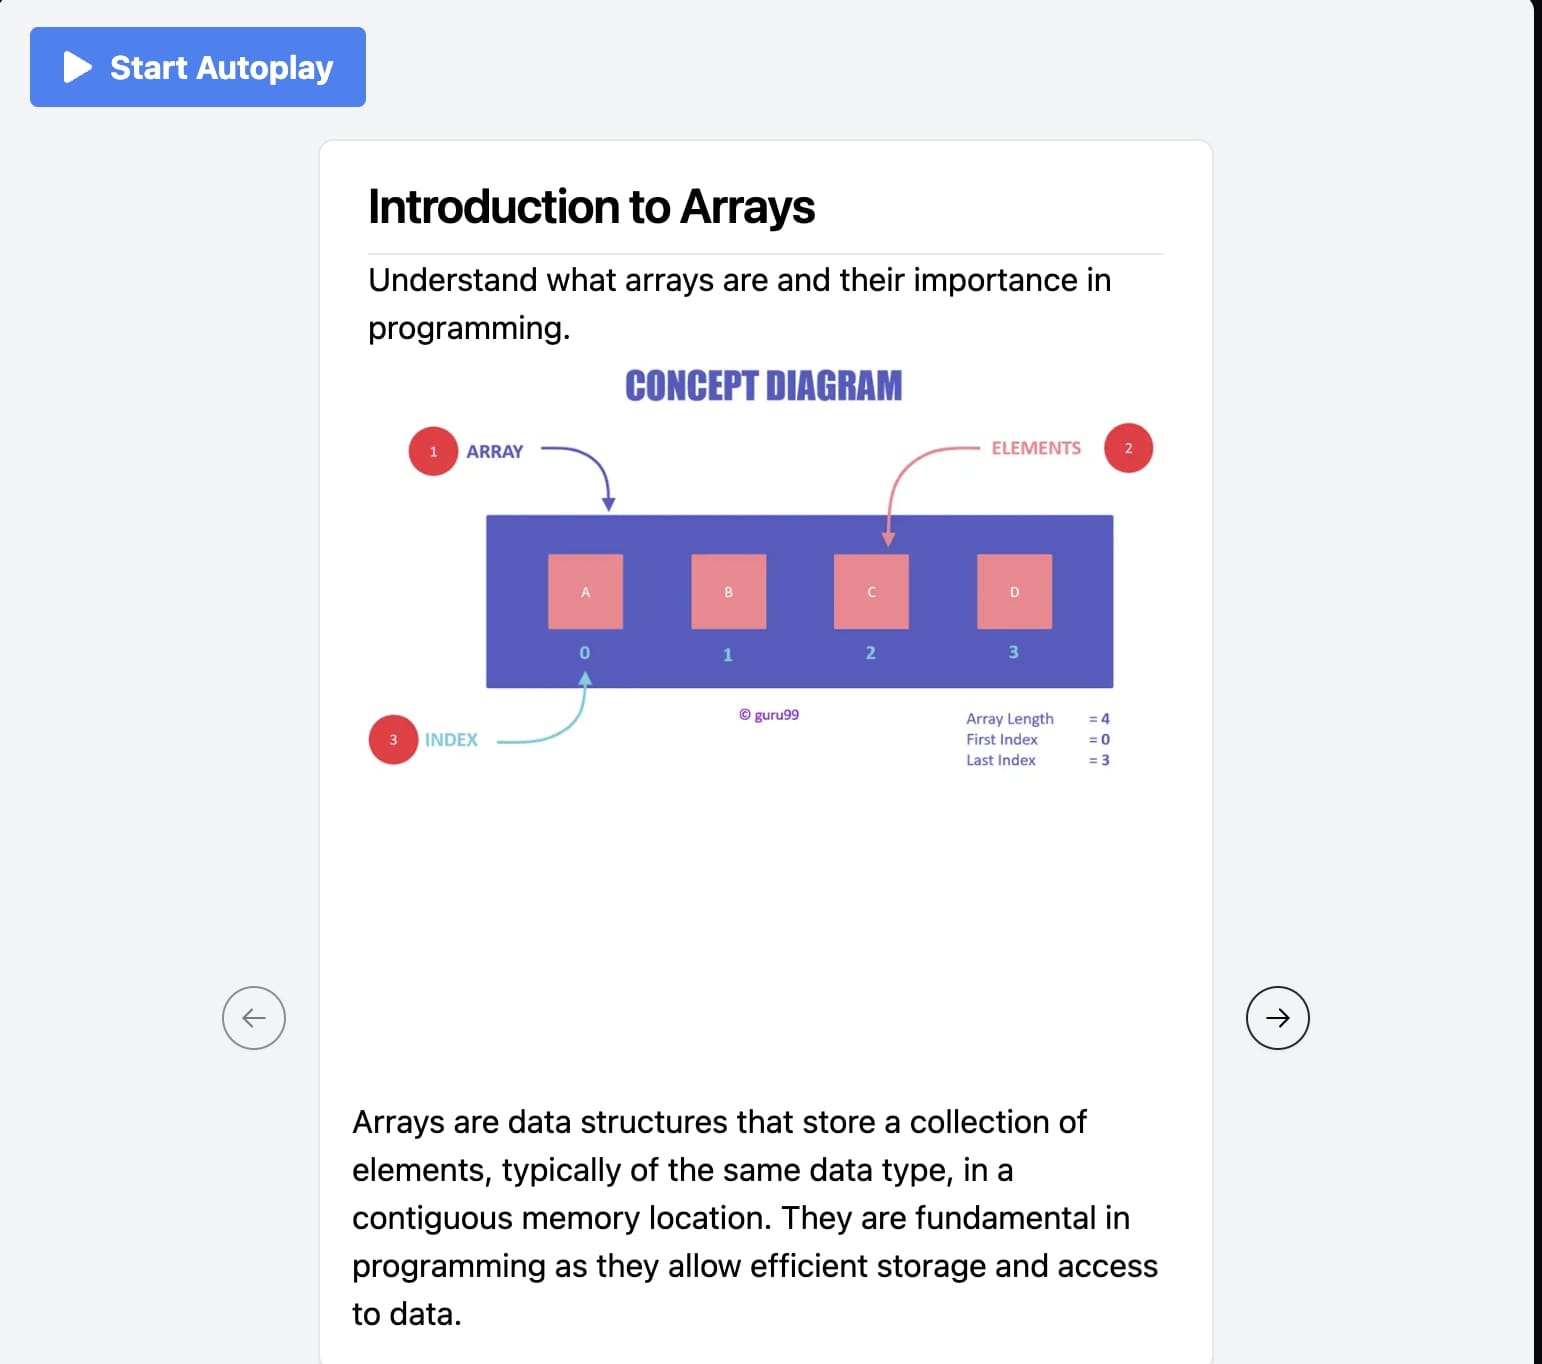 Start Autoplay
Introduction to Arrays
Understand what arrays are and their importance in
programming.
CONCEPT DIAGRAM
1 ARRAY
ELEMENTS 2
A B C D
0 1 2 3
© guru99
3 INDEX
Array Length = 4
First Index = 0
Last Index = 3
Arrays are data structures that store a collection of
elements, typically of the same data type, in a
contiguous memory location. They are fundamental in
programming as they allow efficient storage and access
to data.